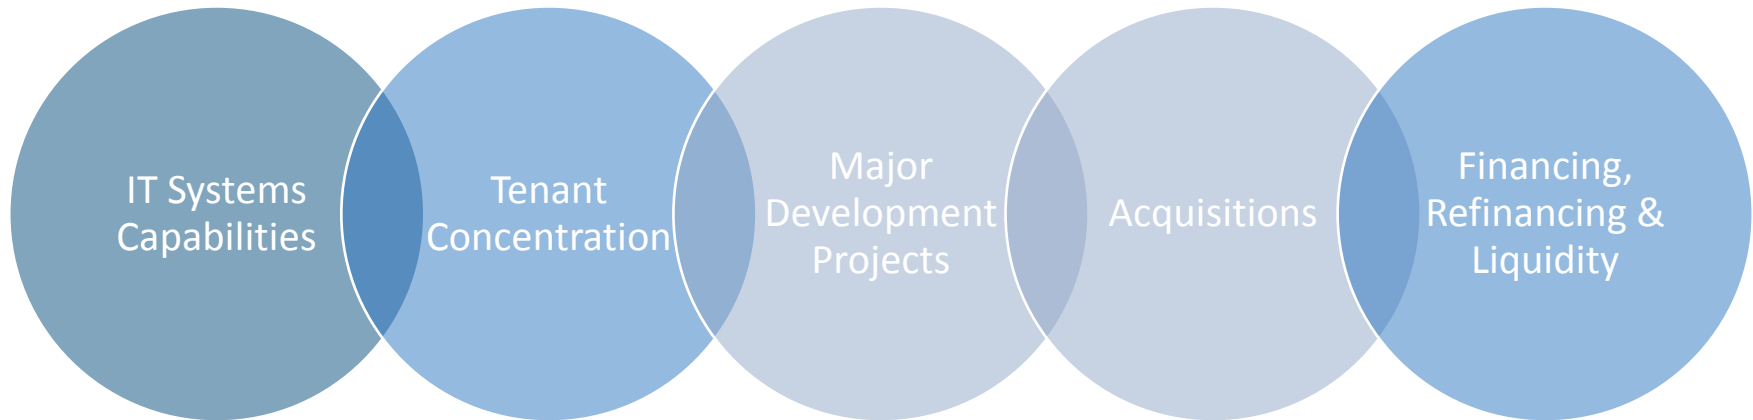 IT Systems
Capabilities
Tenant
Concentration
Major
Development
Projects
Acquisitions
Financing,
Refinancing &
Liquidity